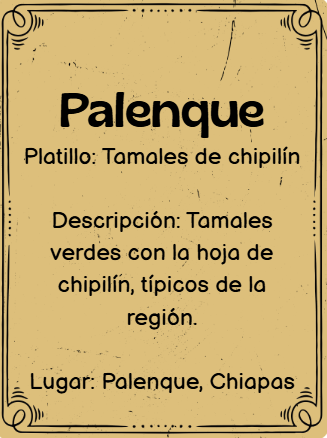 Palenque
Platillo: Tamales de chipilín
Descripción: Tamales
verdes con la hoja de
chipilín, típicos de la
región.
Lugar: Palenque, Chiapas